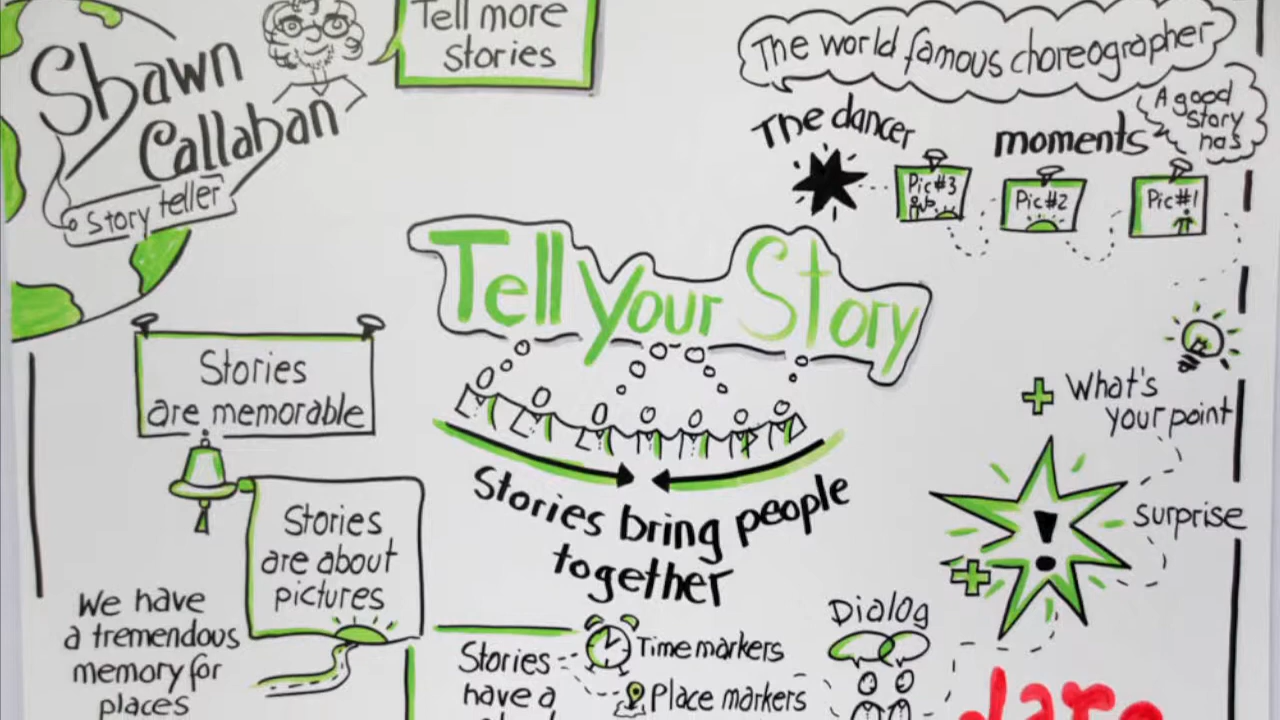 Shawn
Callahan
Story teller
Tell more
stories
The world famous choreographer
The dancer
moments
A good
story
has
Pic#3
Pic#2
Pic#1
Tell Your Story
Stories
are memorable
Stories
are about
pictures
We have
a tremendous
memory for
places
Stories bring people
together
What's
your point
!
surprise
Dialog
Stories
have a
Time markers
Place markers